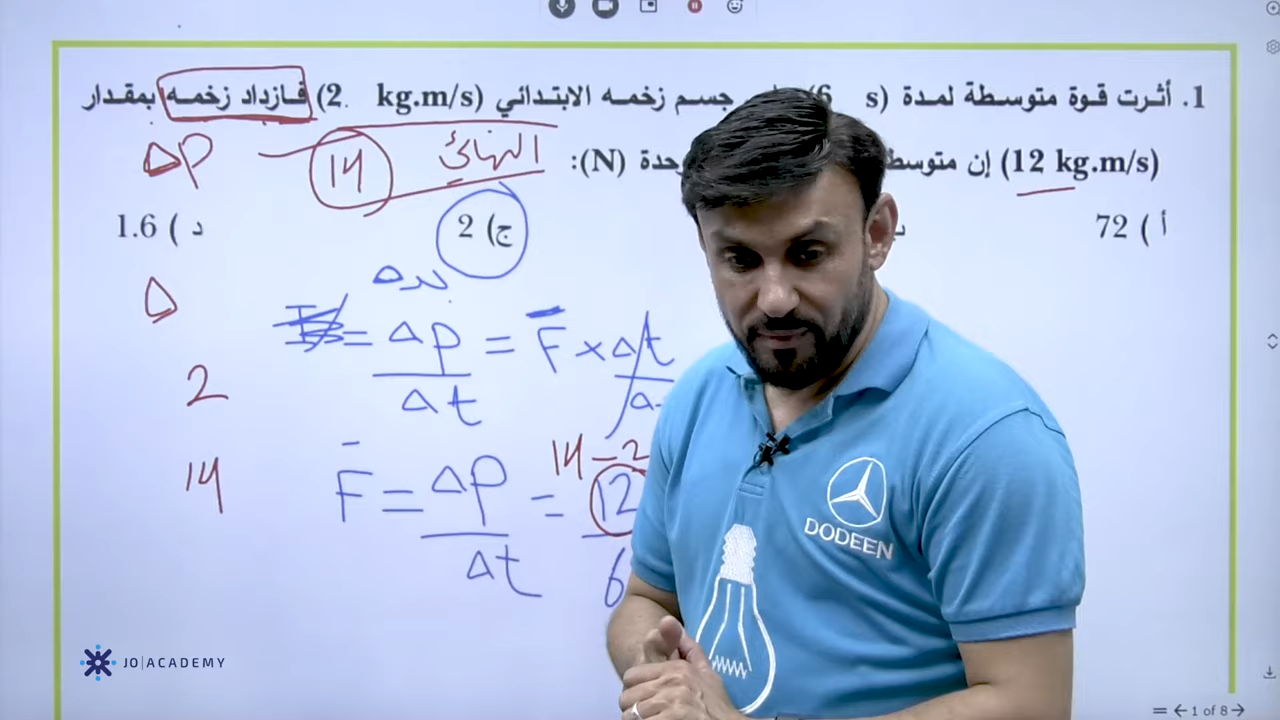 1. أثرت قوة متوسطة لمدة (6 s) جسم زخمه الابتدائي (2 kg.m/s) فازداد زخمه بمقدار
(12 kg.m/s) إن متوسط وحدة (N):
Δp 14 النهائي
أ ) 72
ج) 2
د ) 1.6
Δ
= Δp / Δt = F̄ × Δt
2
14 - 2
14
F̄ = Δp / Δt = 12 / 6
DODEEN
JO|ACADEMY
1 of 8